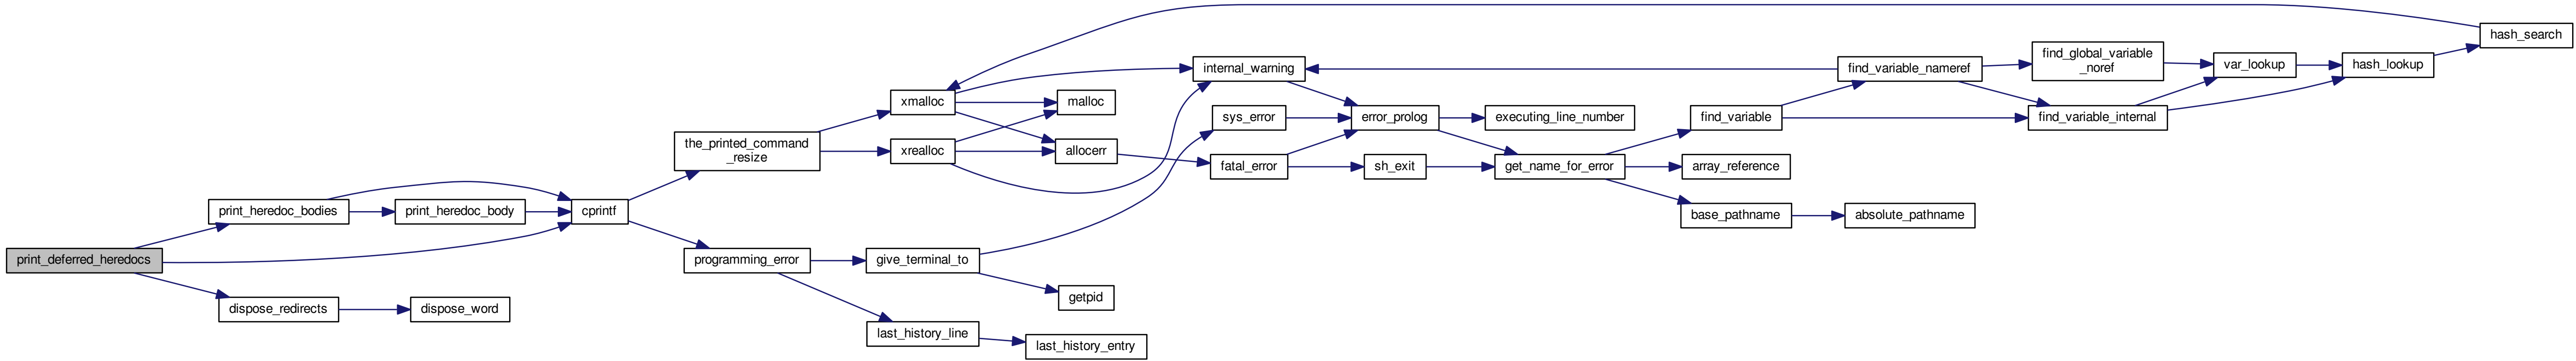 print_deferred_heredocs
print_heredoc_bodies
dispose_redirects
print_heredoc_body
dispose_word
cprintf
the_printed_command
_resize
programming_error
xmalloc
xrealloc
give_terminal_to
last_history_line
malloc
allocerr
getpid
last_history_entry
internal_warning
sys_error
fatal_error
error_prolog
sh_exit
executing_line_number
get_name_for_error
find_variable
array_reference
base_pathname
find_variable_nameref
absolute_pathname
find_global_variable
_noref
find_variable_internal
var_lookup
hash_lookup
hash_search